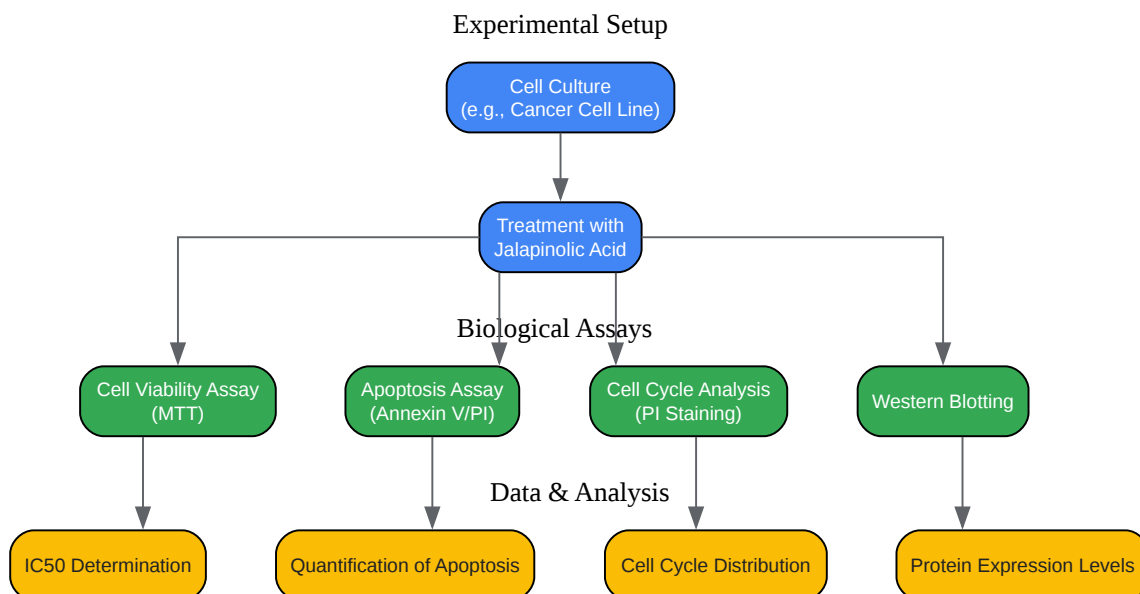 Experimental Setup
Cell Culture
(e.g., Cancer Cell Line)
Treatment with
Jalapinolic Acid
Biological Assays
Cell Viability Assay
(MTT)
Apoptosis Assay
(Annexin V/PI)
Cell Cycle Analysis
(PI Staining)
Western Blotting
Data & Analysis
IC50 Determination
Quantification of Apoptosis
Cell Cycle Distribution
Protein Expression Levels